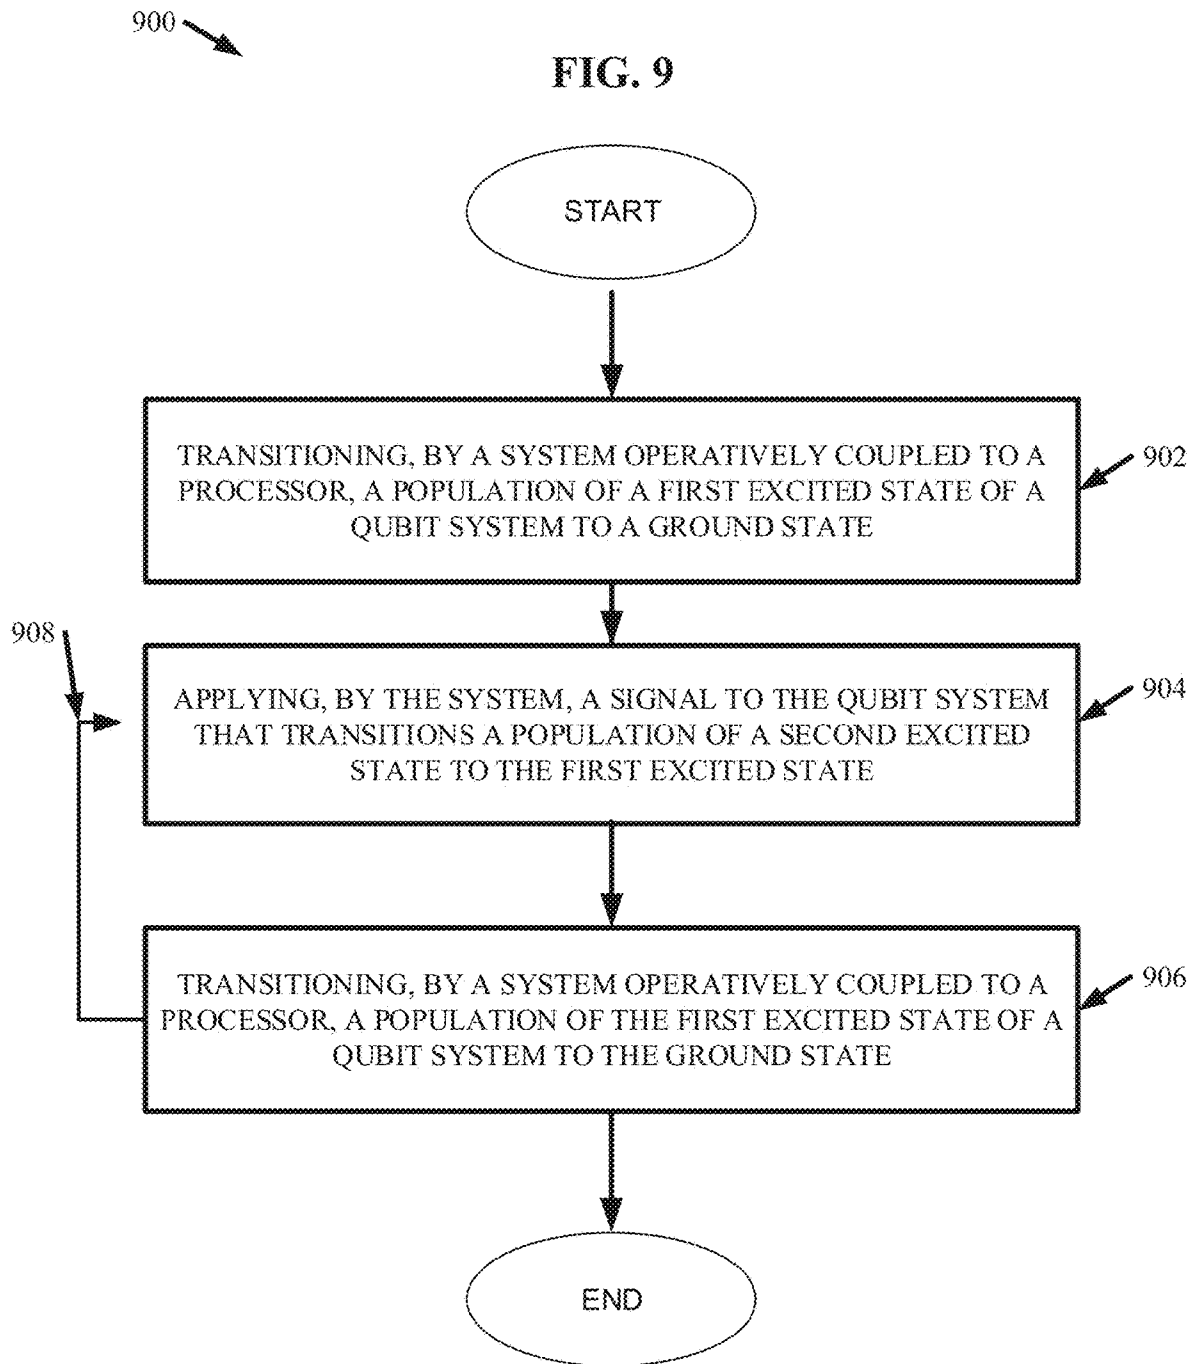 900
FIG. 9
START
TRANSITIONING, BY A SYSTEM OPERATIVELY COUPLED TO A
PROCESSOR, A POPULATION OF A FIRST EXCITED STATE OF A
QUBIT SYSTEM TO A GROUND STATE
902
908
APPLYING, BY THE SYSTEM, A SIGNAL TO THE QUBIT SYSTEM
THAT TRANSITIONS A POPULATION OF A SECOND EXCITED
STATE TO THE FIRST EXCITED STATE
904
TRANSITIONING, BY A SYSTEM OPERATIVELY COUPLED TO A
PROCESSOR, A POPULATION OF THE FIRST EXCITED STATE OF A
QUBIT SYSTEM TO THE GROUND STATE
906
END